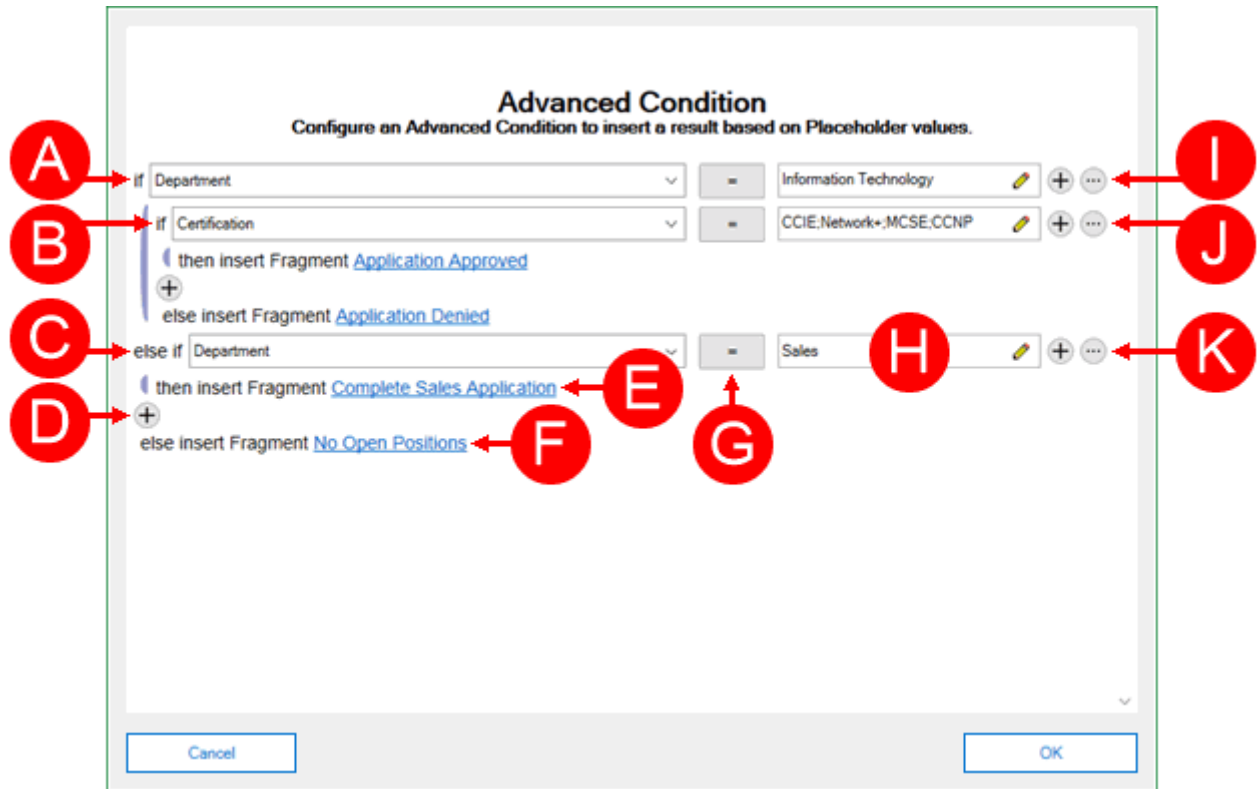 Advanced Condition
Configure an Advanced Condition to insert a result based on Placeholder values.
A if Department = Information Technology I
B if Certification = CCIE;Network+;MCSE;CCNP J
then insert Fragment Application Approved
else insert Fragment Application Denied
C else if Department = Sales H K
then insert Fragment Complete Sales Application E
D
G
else insert Fragment No Open Positions F
Cancel OK